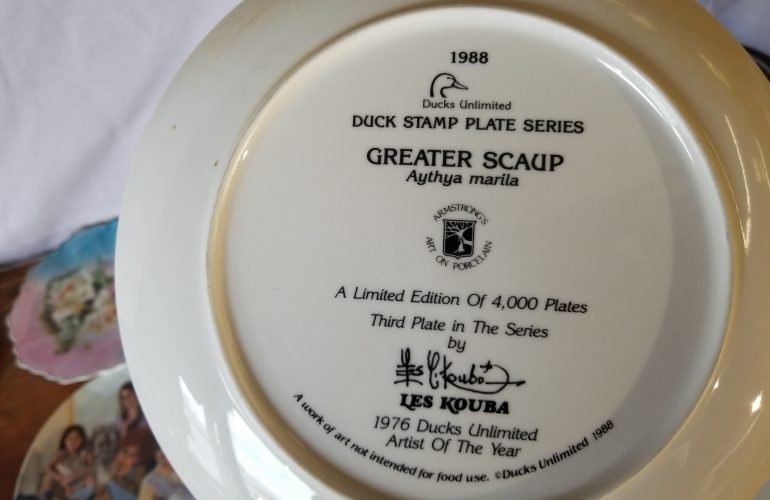 1988
Ducks Unlimited
DUCK STAMP PLATE SERIES
GREATER SCAUP
Aythya marila
ARMSTRONG'S
ART ON PORCELAIN
A Limited Edition Of 4,000 Plates
Third Plate in The Series
by
Les C. Kouba
LES KOUBA
1976 Ducks Unlimited
Artist Of The Year
A work of art not intended for food use. ©Ducks Unlimited 1988